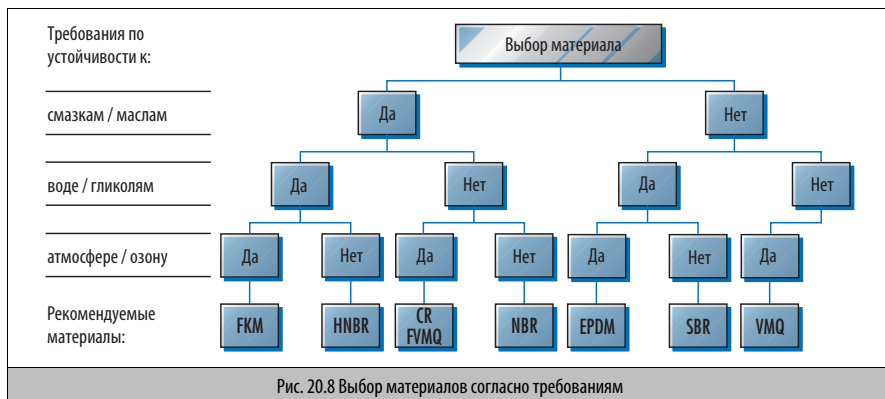 Требования по
устойчивости к:
Выбор материала
смазкам / маслам
Да
Нет
воде / гликолям
Да
Нет
Да
Нет
атмосфере / озону
Да
Нет
Да
Нет
Да
Нет
Да
Рекомендуемые
материалы:
FKM
HNBR
CR
FVMQ
NBR
EPDM
SBR
VMQ
Рис. 20.8 Выбор материалов согласно требованиям